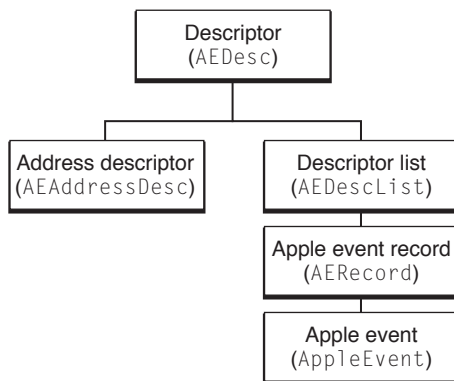 Descriptor
(AEDesc)
Address descriptor
(AEAddressDesc)
Descriptor list
(AEDescList)
Apple event record
(AERecord)
Apple event
(AppleEvent)